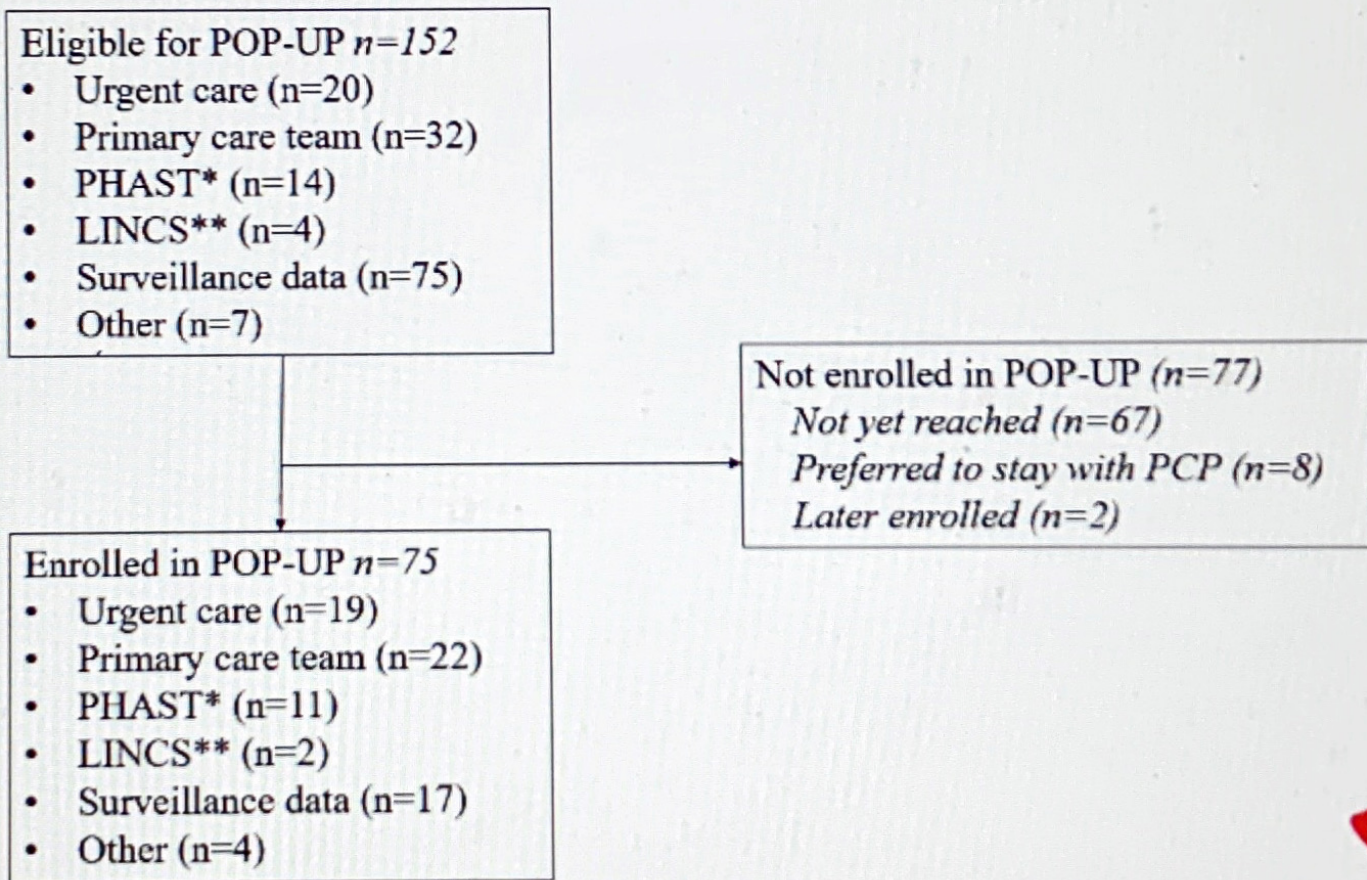 Eligible for POP-UP n=152
• Urgent care (n=20)
• Primary care team (n=32)
• PHAST* (n=14)
• LINCS** (n=4)
• Surveillance data (n=75)
• Other (n=7)
Not enrolled in POP-UP (n=77)
Not yet reached (n=67)
Preferred to stay with PCP (n=8)
Later enrolled (n=2)
Enrolled in POP-UP n=75
• Urgent care (n=19)
• Primary care team (n=22)
• PHAST* (n=11)
• LINCS** (n=2)
• Surveillance data (n=17)
• Other (n=4)